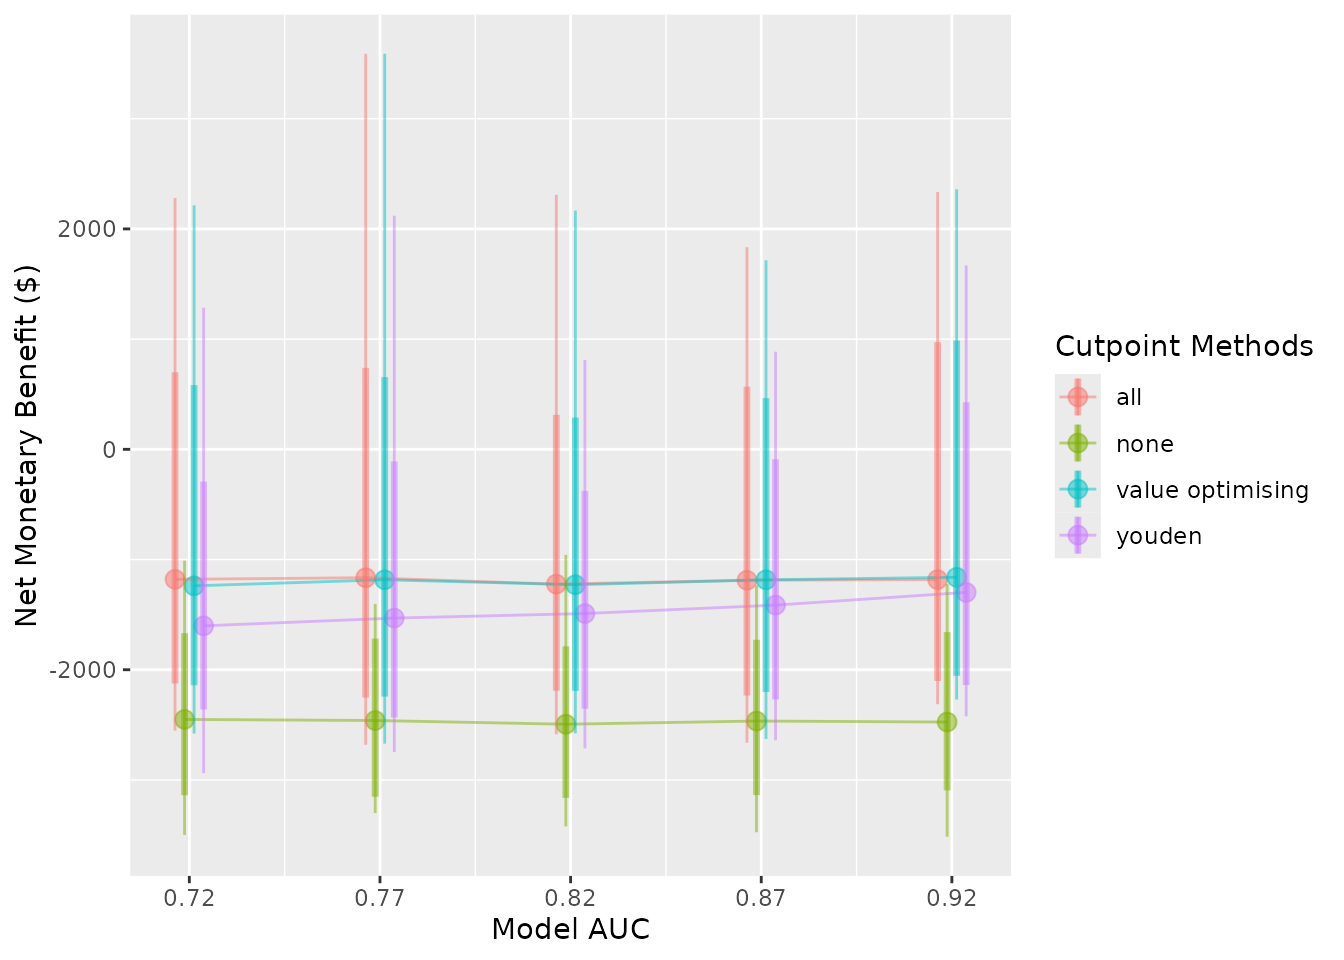 Net Monetary Benefit ($)
2000
0
-2000
0.72
0.77
0.82
0.87
0.92
Model AUC
Cutpoint Methods
all
none
value optimising
youden